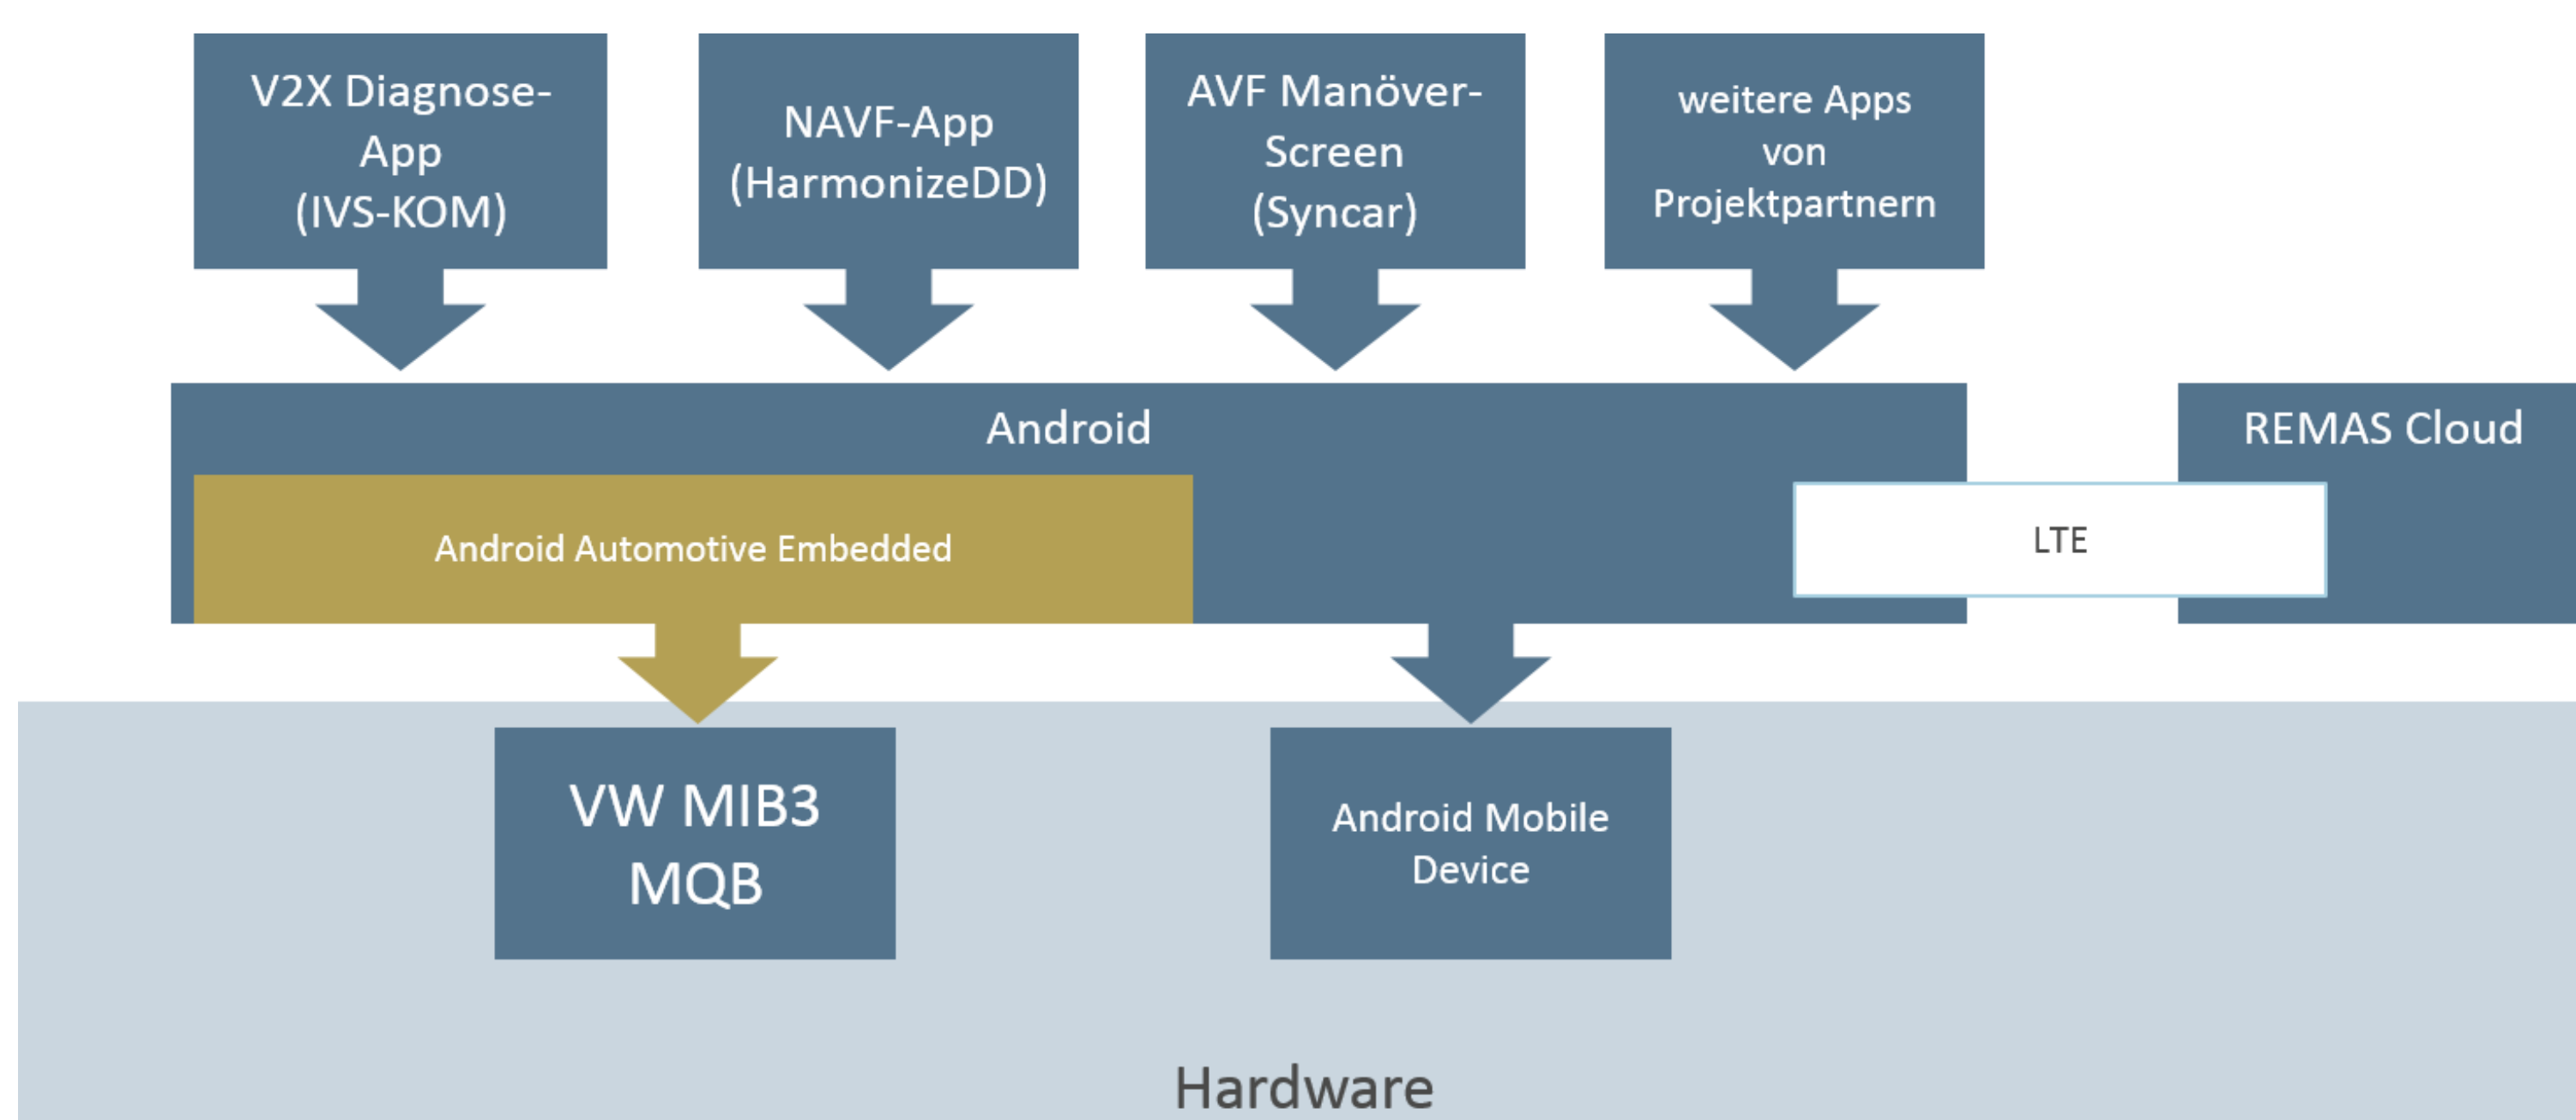 V2X Diagnose-
App
(IVS-KOM)
NAVF-App
(HarmonizeDD)
AVF Manöver-
Screen
(Syncar)
weitere Apps
von
Projektpartnern
Android
REMAS Cloud
Android Automotive Embedded
LTE
VW MIB3
MQB
Android Mobile
Device
Hardware